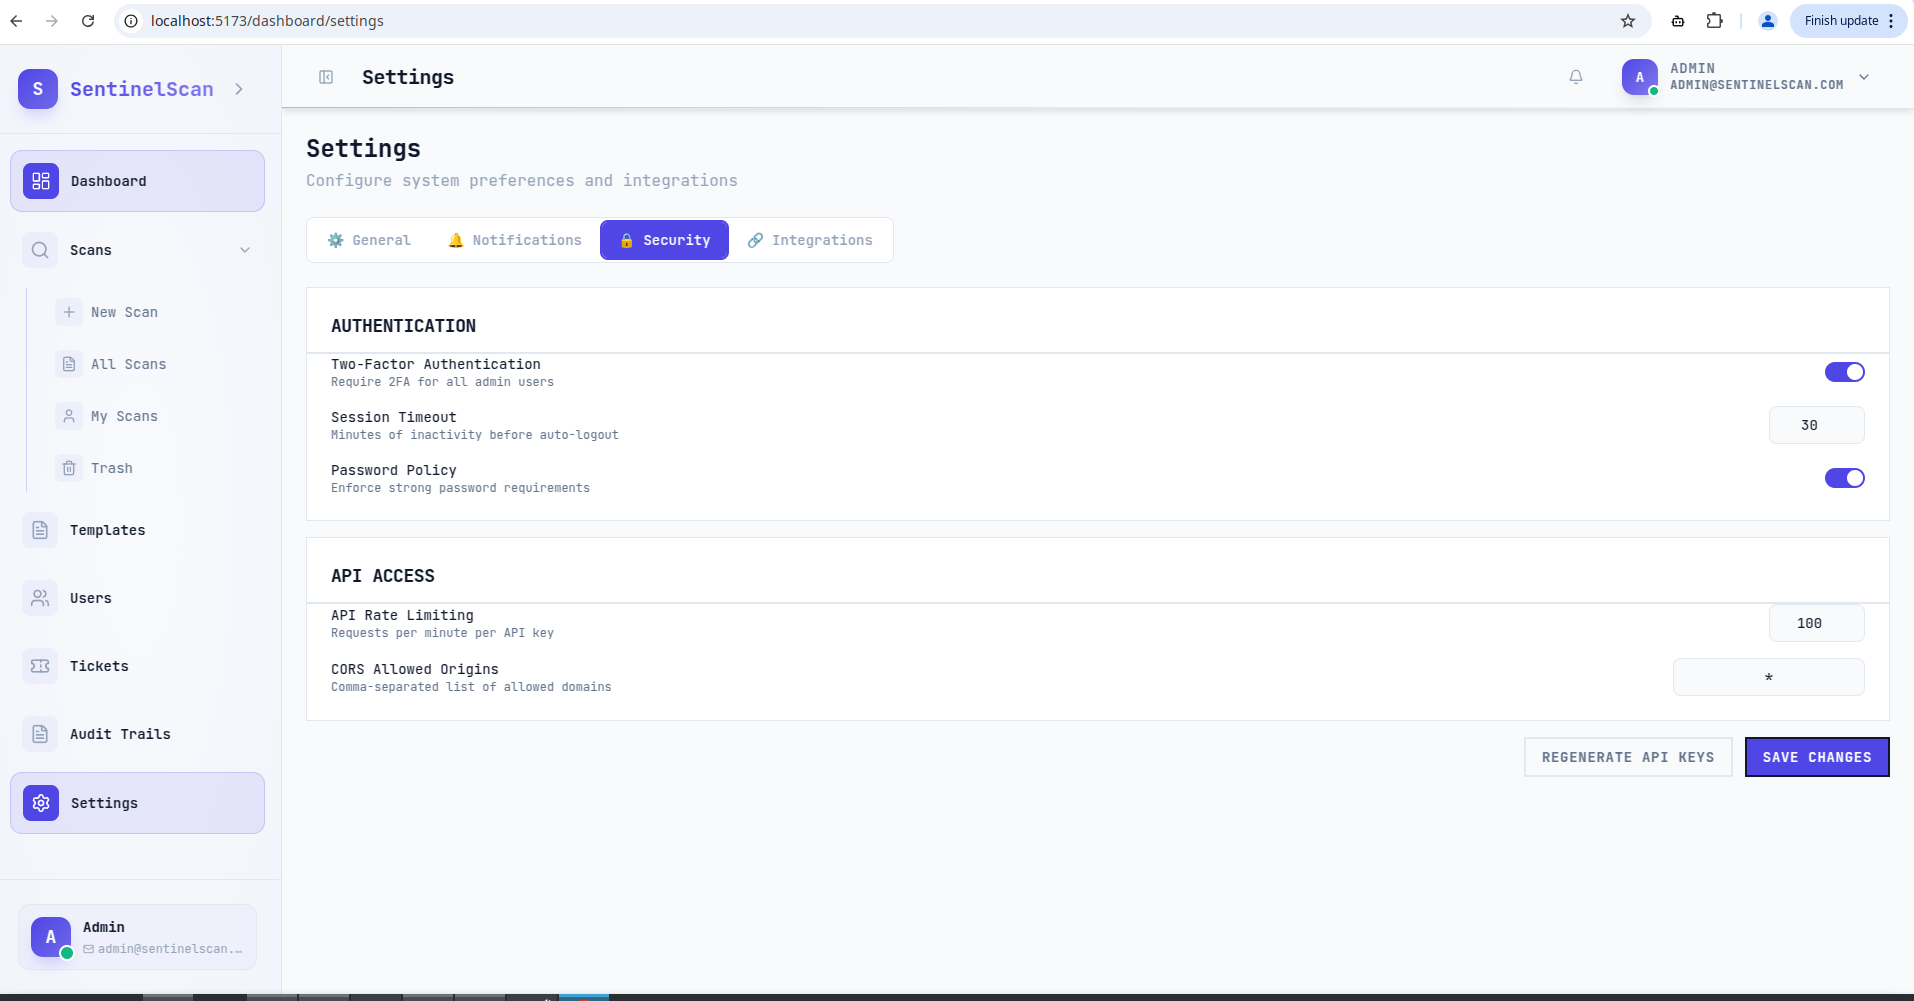 localhost:5173/dashboard/settings
Finish update
S
SentinelScan
Settings
A
ADMIN
ADMIN@SENTINELSCAN.COM
Dashboard
Scans
New Scan
All Scans
My Scans
Trash
Templates
Users
Tickets
Audit Trails
Settings
A
Admin
admin@sentinelscan....
Settings
Configure system preferences and integrations
General
Notifications
Security
Integrations
AUTHENTICATION
Two-Factor Authentication
Require 2FA for all admin users
Session Timeout
Minutes of inactivity before auto-logout
30
Password Policy
Enforce strong password requirements
API ACCESS
API Rate Limiting
Requests per minute per API key
100
CORS Allowed Origins
Comma-separated list of allowed domains
*
REGENERATE API KEYS
SAVE CHANGES